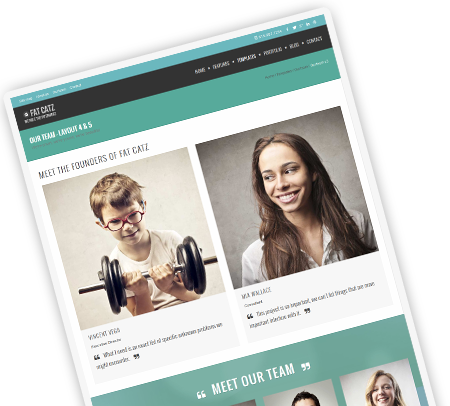 FAT CATZ
HOME
FEATURES
TEMPLATES
PORTFOLIO
BLOG
CONTACT
OUR TEAM - LAYOUT 4 & 5
MEET THE FOUNDERS OF FAT CATZ
VINCENT VEGA
“ What I need is an exact list of specific unknown problems we
might encounter. ”
MIA WALLACE
Consultant
“ This project is so important, we can't let things that are more
important interfere with it. ”
“ MEET OUR TEAM ”